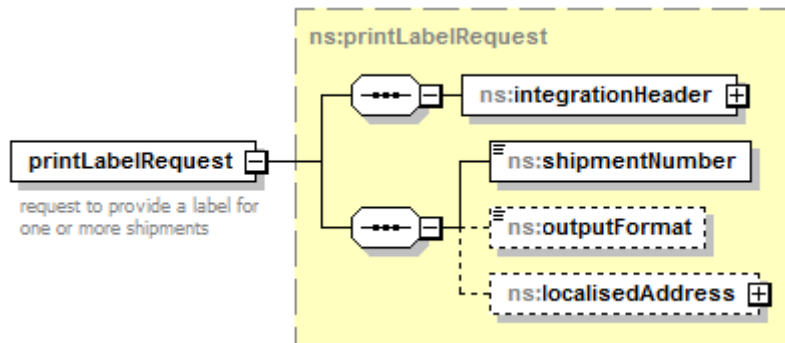 ns:printLabelRequest
ns:integrationHeader
printLabelRequest
ns:shipmentNumber
request to provide a label for
one or more shipments
ns:outputFormat
ns:localisedAddress